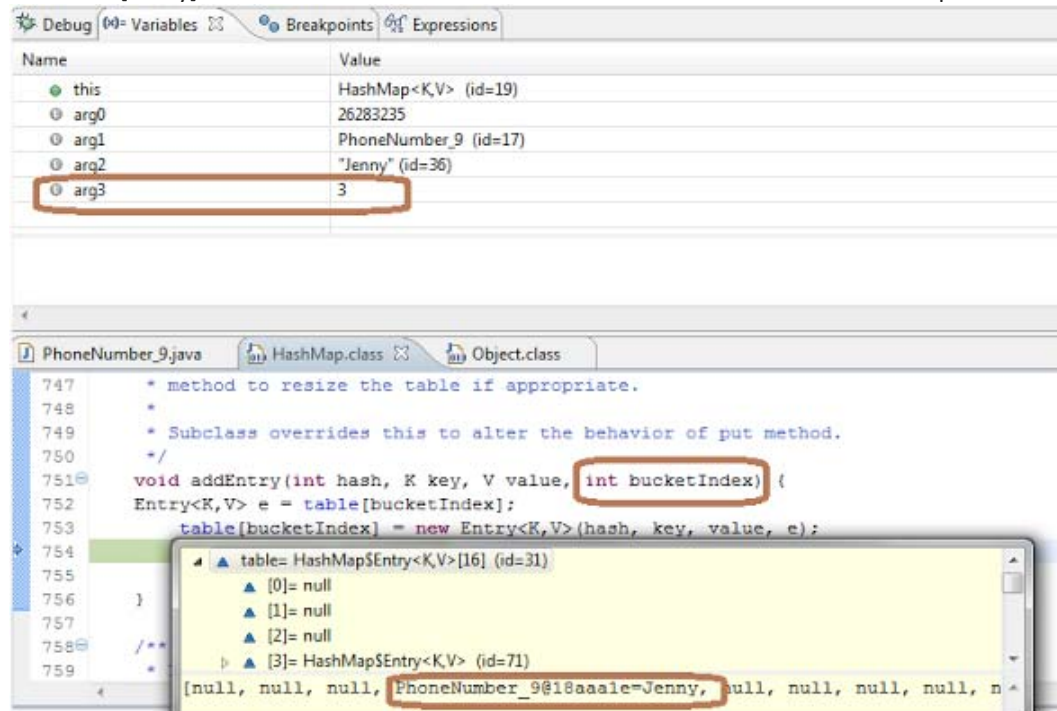 Debug (x)= Variables Breakpoints Expressions
Name Value
this HashMap<K,V> (id=19)
arg0 26283235
arg1 PhoneNumber_9 (id=17)
arg2 "Jenny" (id=36)
arg3 3
PhoneNumber_9.java HashMap.class Object.class
747 * method to resize the table if appropriate.
748 *
749 * Subclass overrides this to alter the behavior of put method.
750 */
751 void addEntry(int hash, K key, V value, int bucketIndex) {
752 Entry<K,V> e = table[bucketIndex];
753 table[bucketIndex] = new Entry<K,V>(hash, key, value, e);
754
table= HashMap$Entry<K,V>[16] (id=31)
755 [0]= null
756 } [1]= null
757 [2]= null
758 /**
[3]= HashMap$Entry<K,V> (id=71)
759 *
[null, null, null, PhoneNumber_9@18aaa1e=Jenny, null, null, null, null, n